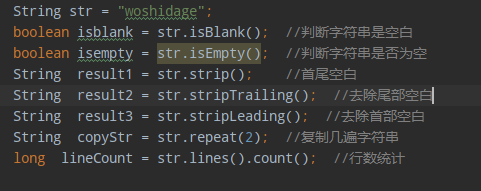 String str = "woshidage";
boolean isblank = str.isBlank();  //判断字符串是空白
boolean isempty = str.isEmpty();  //判断字符串是否为空
String  result1 = str.strip();    //首尾空白
String  result2 = str.stripTrailing();  //去除尾部空白
String  result3 = str.stripLeading();  //去除首部空白
String  copyStr = str.repeat(2);  //复制几遍字符串
long  lineCount = str.lines().count();  //行数统计